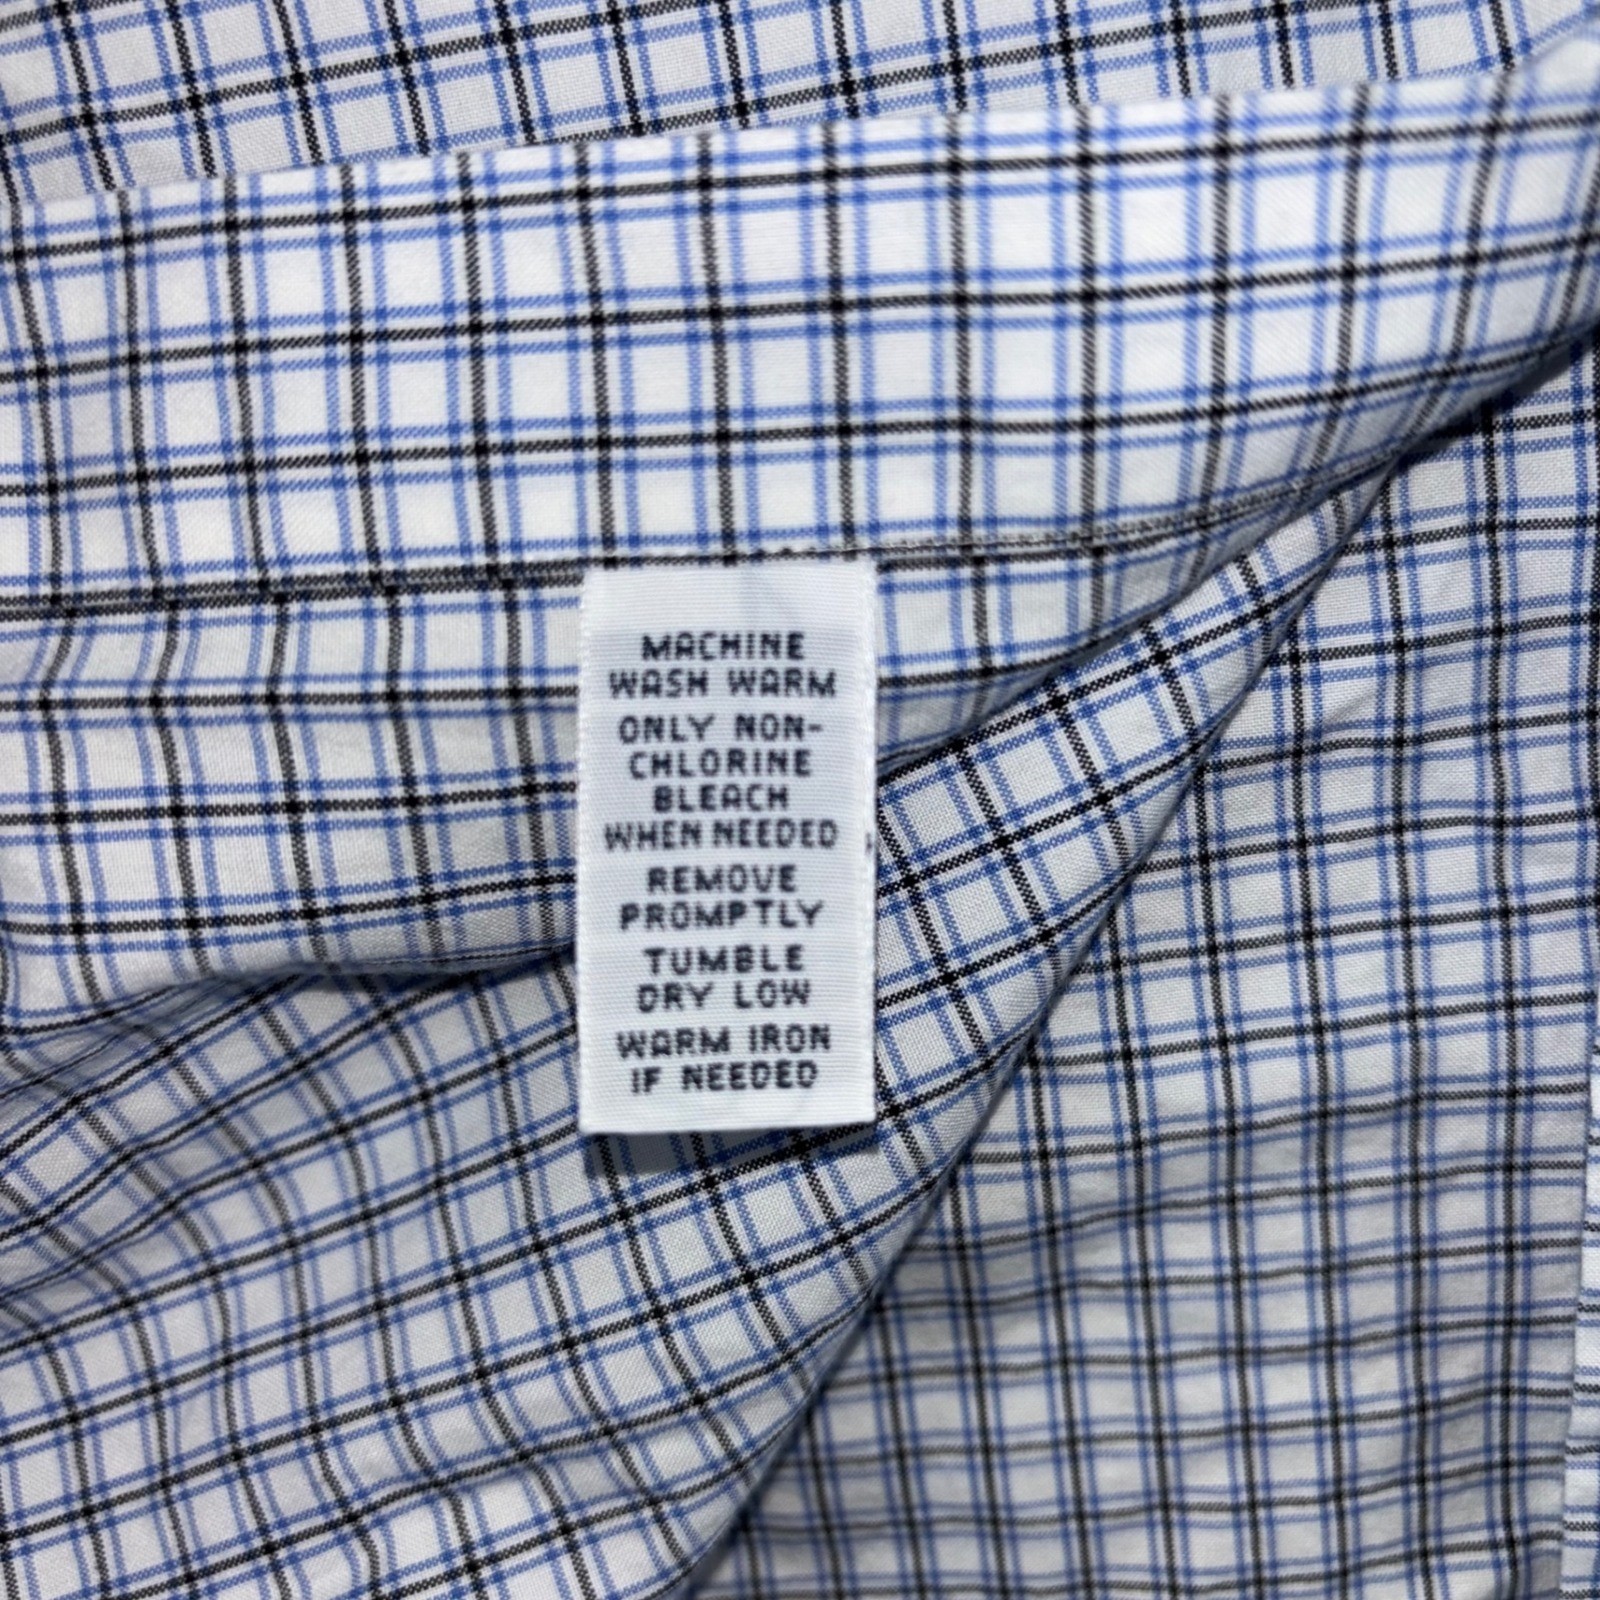 MACHINE
WASH WARM
ONLY NON-
CHLORINE
BLEACH
WHEN NEEDED
REMOVE
PROMPTLY
TUMBLE
DRY LOW
WARM IRON
IF NEEDED